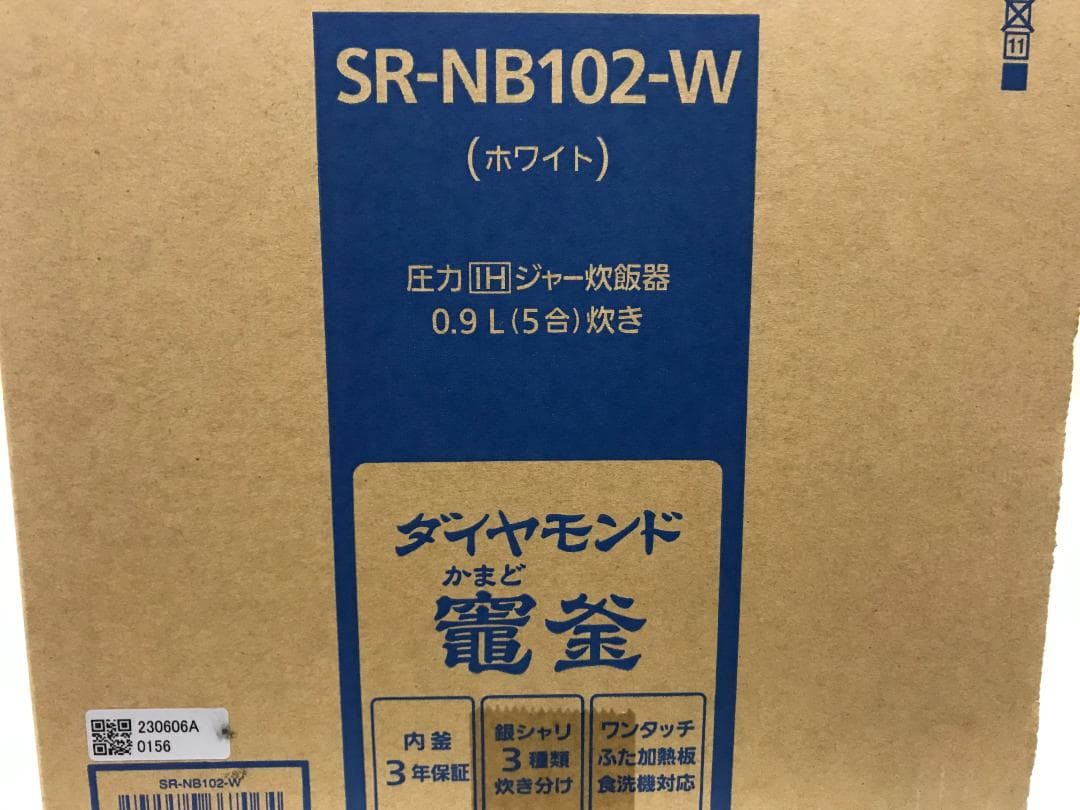 11
SR-NB102-W
(ホワイト)
圧力IHジャー炊飯器
0.9 L(5合)炊き
ダイヤモンド
かまど
竈釜
内釜
3年保証
銀シャリ
3種類
炊き分け
ワンタッチ
ふた加熱板
食洗機対応
230606A
0156
SR-NB102-W